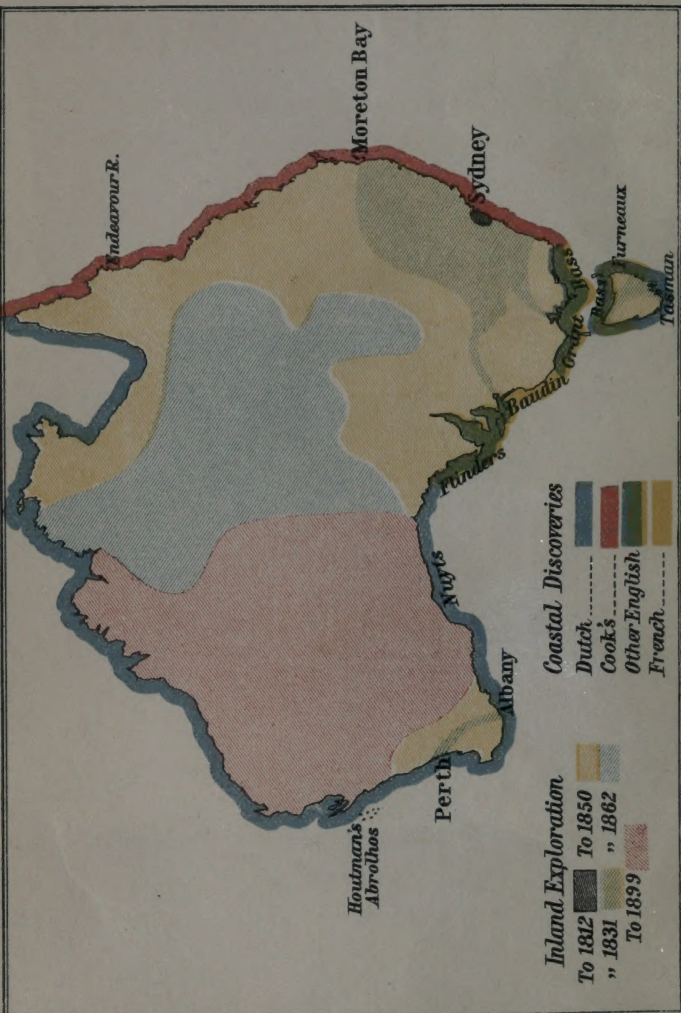 Endeavour R.
Moreton Bay
Sydney
Furneaux
Bass
Bass
Grant
Tasman
Baudin
Flinders
Nuyts
Albany
Perth
Houtman's
Abrolhos
Inland Exploration
To 1812
To 1850
„ 1831
„ 1862
To 1899
Coastal Discoveries
Dutch
Cook's
Other English
French